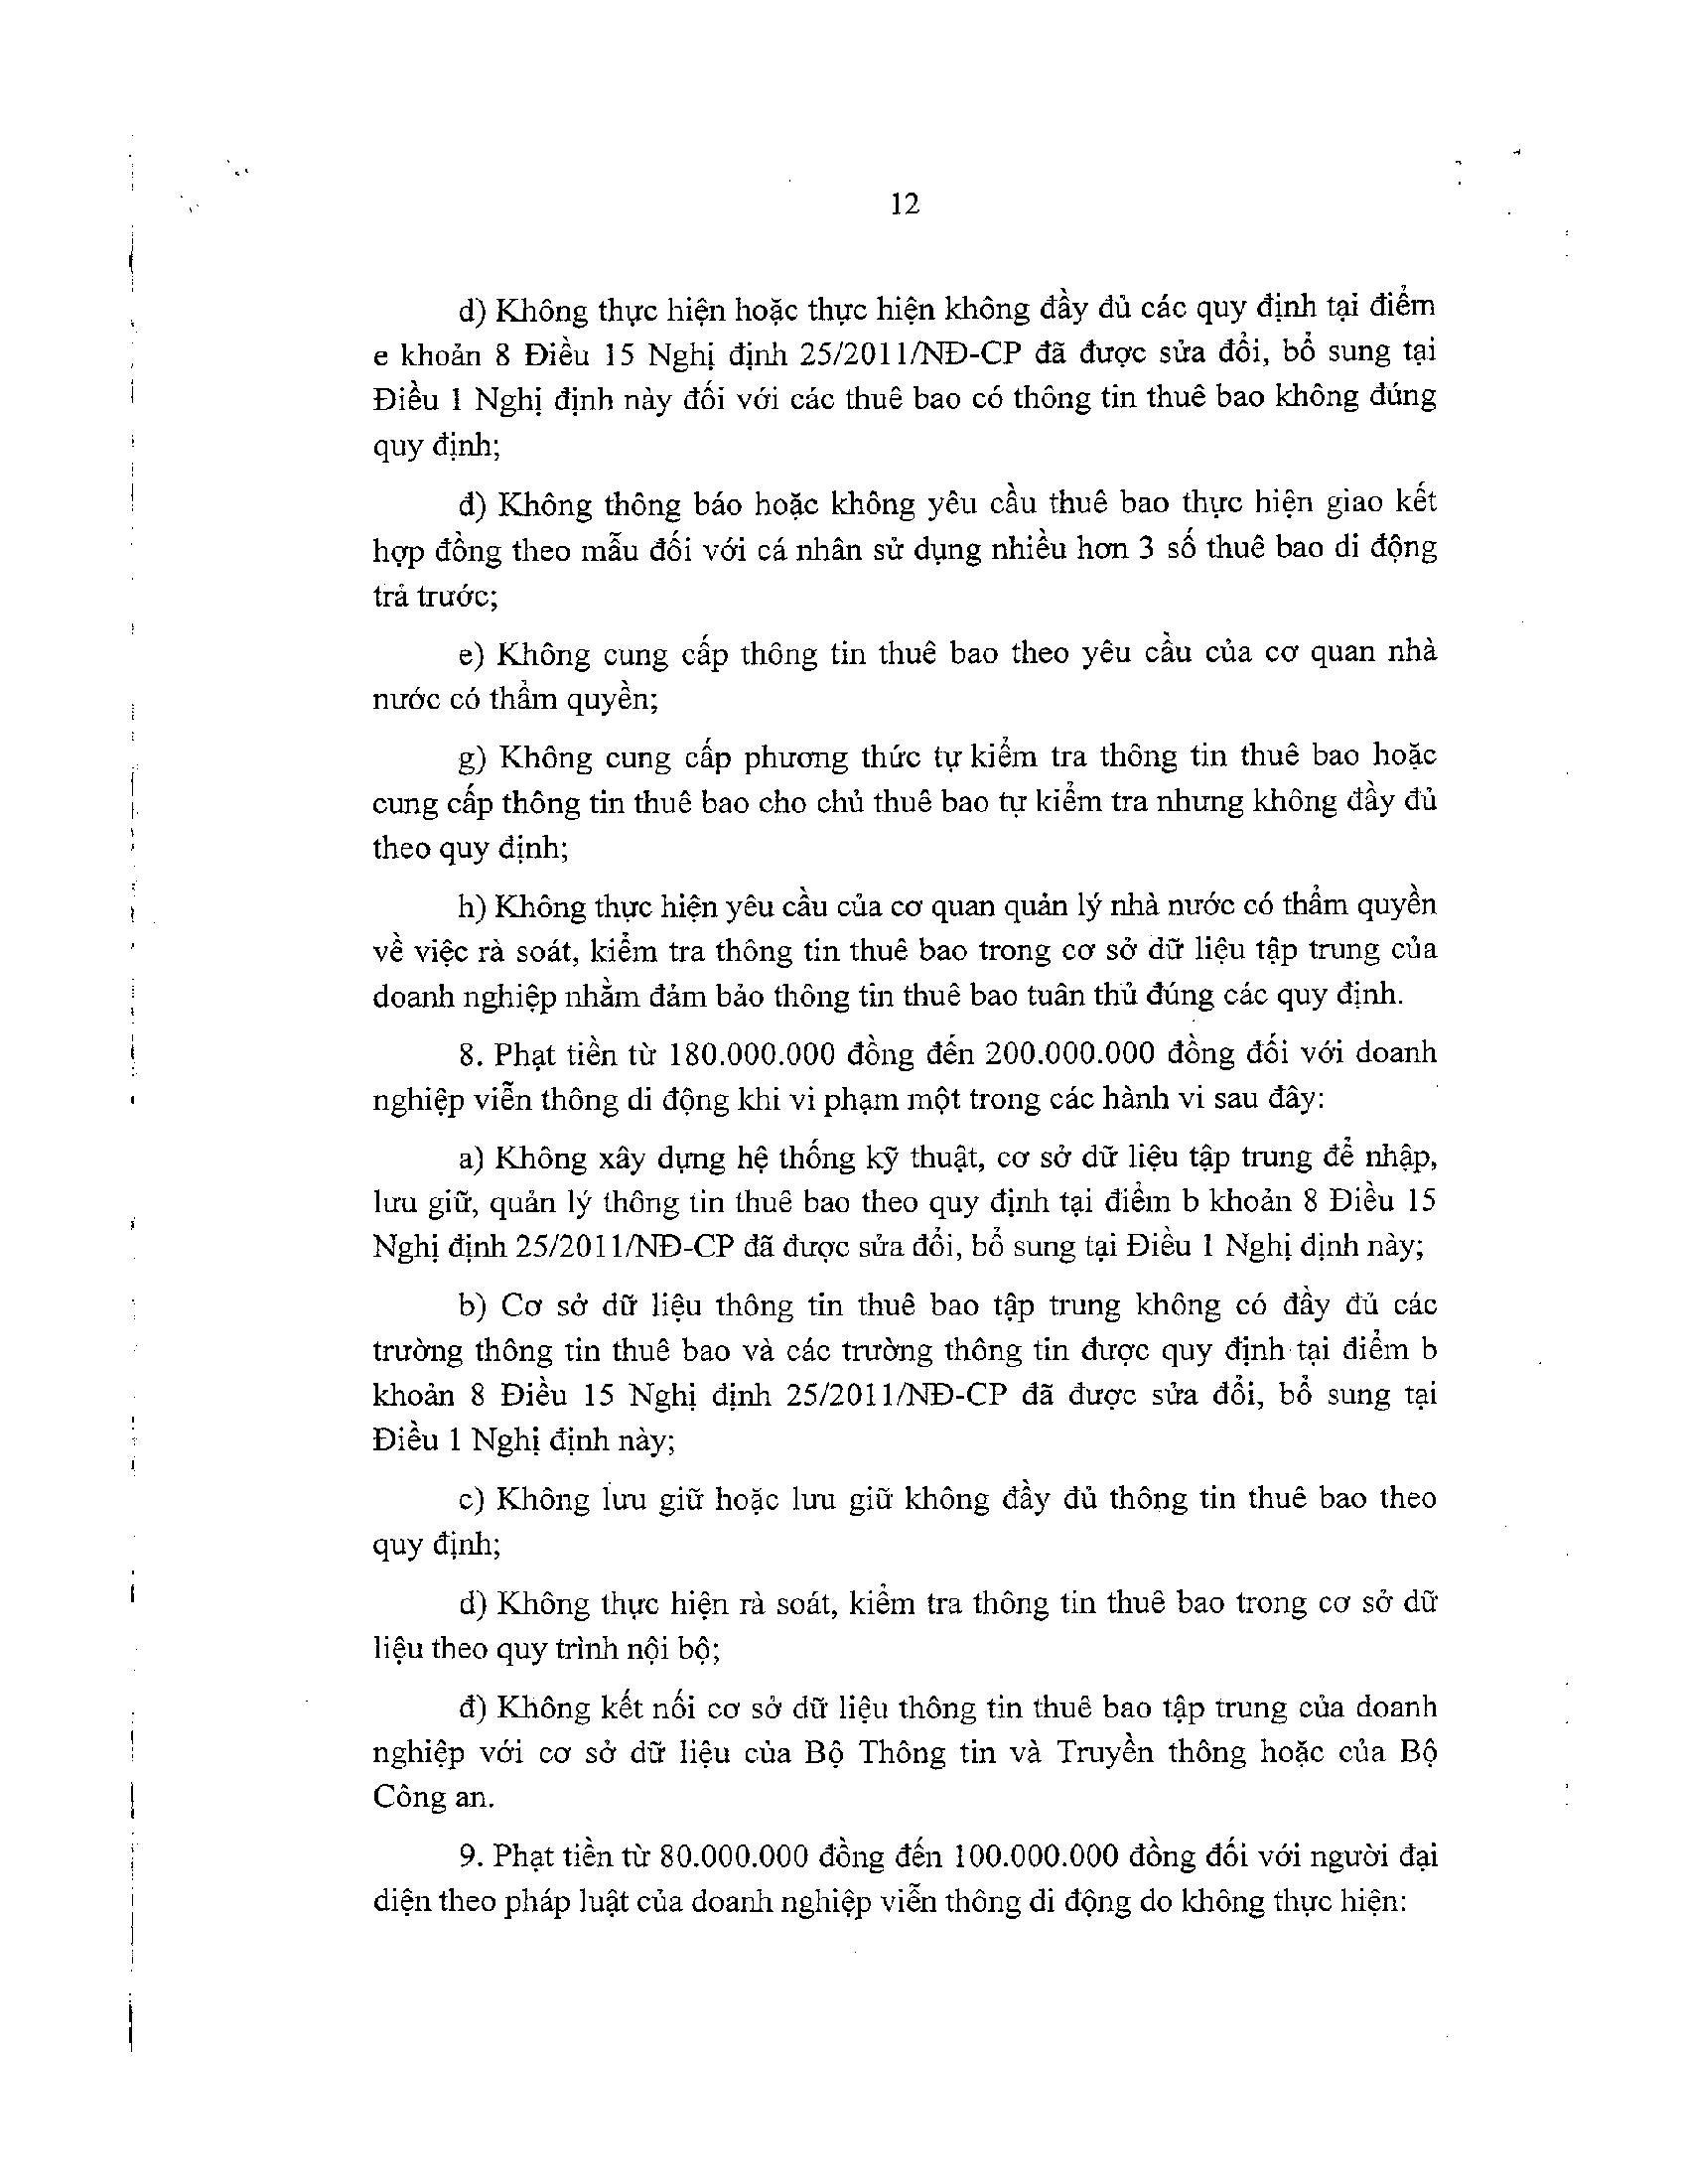 12
d) Không thực hiện hoặc thực hiện không đầy đủ các quy định tại điểm
e khoản 8 Điều 15 Nghị định 25/2011/NĐ-CP đã được sửa đổi, bổ sung tại
Điều 1 Nghị định này đối với các thuê bao có thông tin thuê bao không đúng
quy định;
đ) Không thông báo hoặc không yêu cầu thuê bao thực hiện giao kết
hợp đồng theo mẫu đối với cá nhân sử dụng nhiều hơn 3 số thuê bao di động
trả trước;
e) Không cung cấp thông tin thuê bao theo yêu cầu của cơ quan nhà
nước có thẩm quyền;
g) Không cung cấp phương thức tự kiểm tra thông tin thuê bao hoặc
cung cấp thông tin thuê bao cho chủ thuê bao tự kiểm tra nhưng không đầy đủ
theo quy định;
h) Không thực hiện yêu cầu của cơ quan quản lý nhà nước có thẩm quyền
về việc rà soát, kiểm tra thông tin thuê bao trong cơ sở dữ liệu tập trung của
doanh nghiệp nhằm đảm bảo thông tin thuê bao tuân thủ đúng các quy định.
8. Phạt tiền từ 180.000.000 đồng đến 200.000.000 đồng đối với doanh
nghiệp viễn thông di động khi vi phạm một trong các hành vi sau đây:
a) Không xây dựng hệ thống kỹ thuật, cơ sở dữ liệu tập trung để nhập,
lưu giữ, quản lý thông tin thuê bao theo quy định tại điểm b khoản 8 Điều 15
Nghị định 25/2011/NĐ-CP đã được sửa đổi, bổ sung tại Điều 1 Nghị định này;
b) Cơ sở dữ liệu thông tin thuê bao tập trung không có đầy đủ các
trường thông tin thuê bao và các trường thông tin được quy định tại điểm b
khoản 8 Điều 15 Nghị định 25/2011/NĐ-CP đã được sửa đổi, bổ sung tại
Điều 1 Nghị định này;
c) Không lưu giữ hoặc lưu giữ không đầy đủ thông tin thuê bao theo
quy định;
d) Không thực hiện rà soát, kiểm tra thông tin thuê bao trong cơ sở dữ
liệu theo quy trình nội bộ;
đ) Không kết nối cơ sở dữ liệu thông tin thuê bao tập trung của doanh
nghiệp với cơ sở dữ liệu của Bộ Thông tin và Truyền thông hoặc của Bộ
Công an.
9. Phạt tiền từ 80.000.000 đồng đến 100.000.000 đồng đối với người đại
diện theo pháp luật của doanh nghiệp viễn thông di động do không thực hiện: